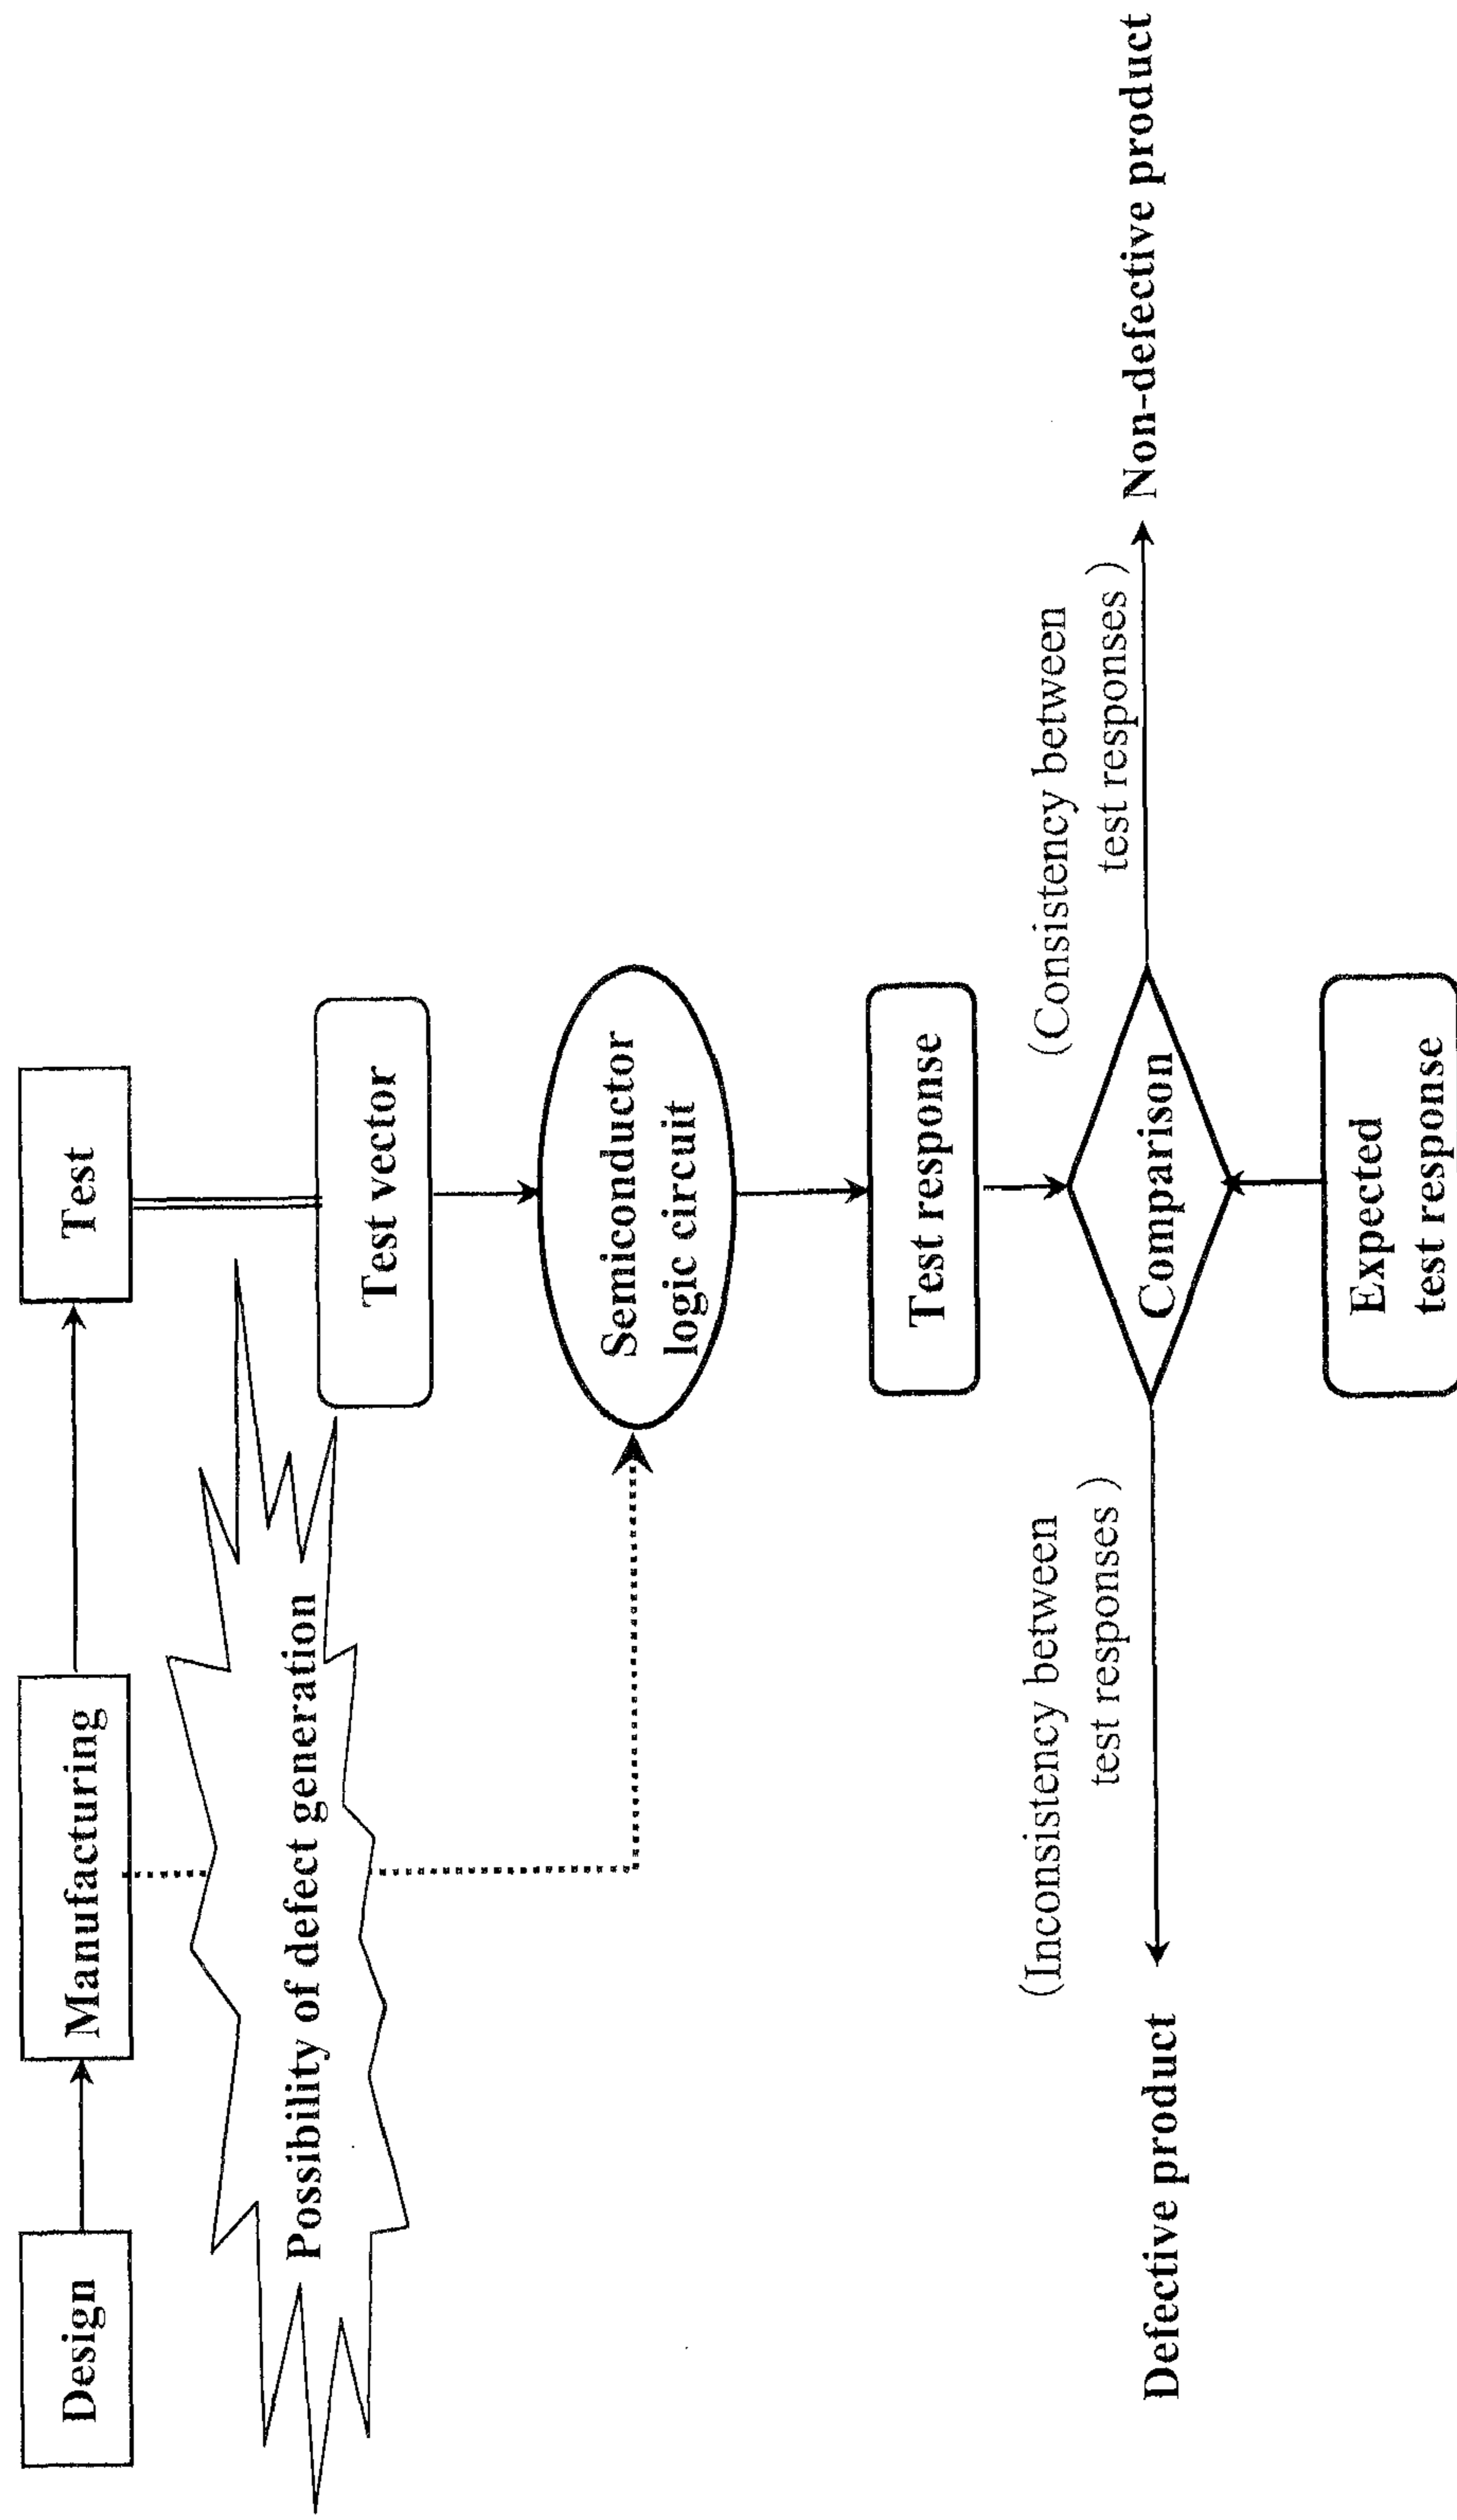 Design
Manufacturing
Test
Possibility of defect generation
Test vector
Semiconductor
logic circuit
Test response
(Inconsistency between
test responses)
(Consistency between
test responses)
Defective product
Comparison
Non-defective product
Expected
test response